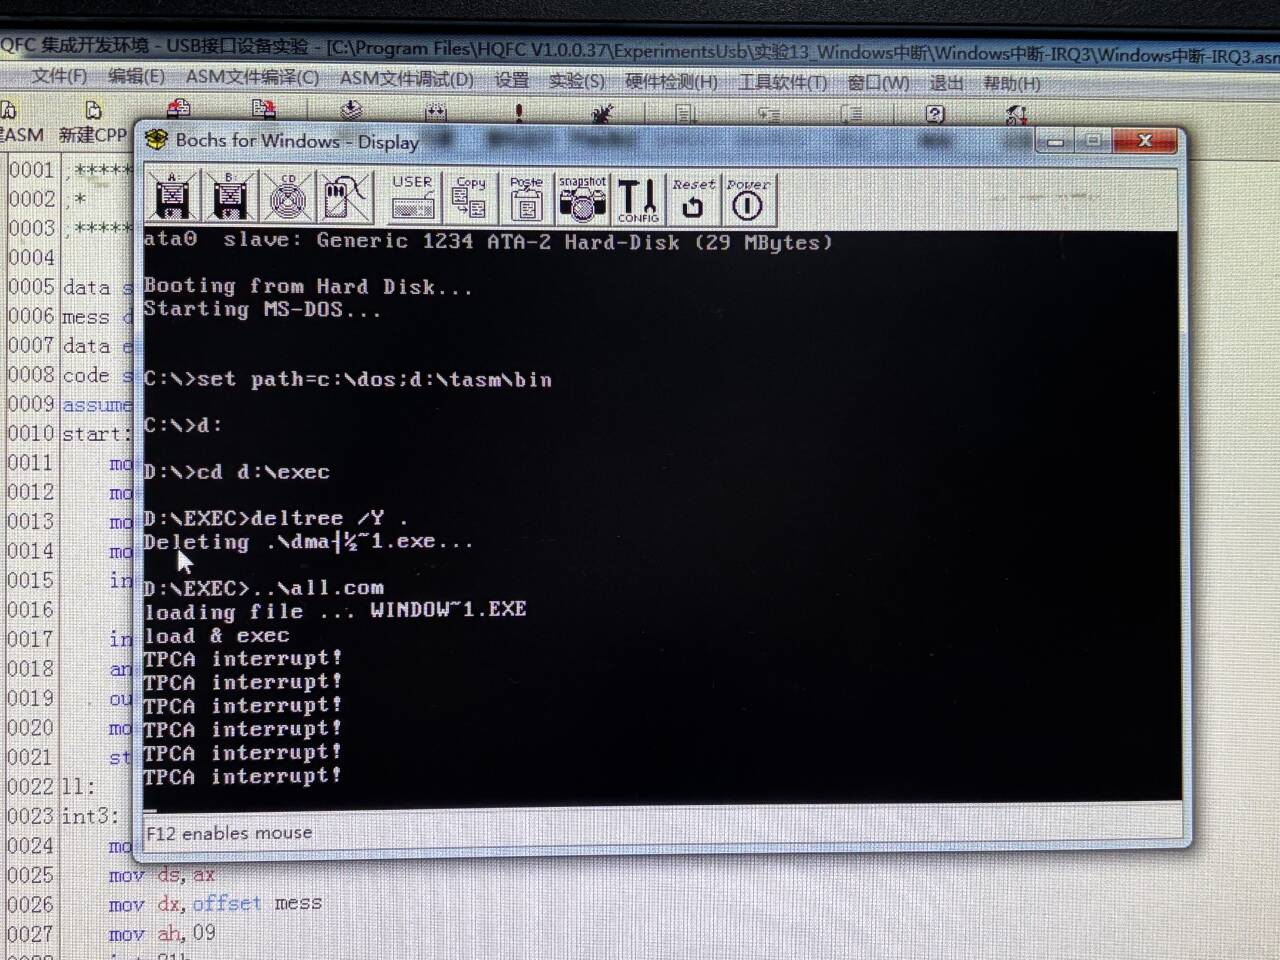 QFC 集成开发环境 - USB接口设备实验 - [C:\Program Files\HQFC V1.0.0.37\ExperimentsUsb\实验13_Windows中断\Windows中断-IRQ3\Windows中断-IRQ3.asm
文件(F) 编辑(E) ASM文件编译(C) ASM文件调试(D) 设置 实验(S) 硬件检测(H) 工具软件(T) 窗口(W) 退出 帮助(H)
ASM 新建CPP
Bochs for Windows - Display
A: B: CD USER Copy Paste snapshot CONFIG Reset Power
ata0  slave: Generic 1234 ATA-2 Hard-Disk (29 MBytes)
Booting from Hard Disk...
Starting MS-DOS...
C:\>set path=c:\dos;d:\tasm\bin
C:\>d:
D:\>cd d:\exec
D:\EXEC>deltree /Y .
Deleting .\dma┤½~1.exe...
D:\EXEC>..\all.com
loading file ... WINDOW~1.EXE
load & exec
TPCA interrupt!
TPCA interrupt!
TPCA interrupt!
TPCA interrupt!
TPCA interrupt!
TPCA interrupt!
F12 enables mouse
0001 ;*****
0002 ;*
0003 ;*****
0004
0005 data s
0006 mess d
0007 data e
0008 code s
0009 assume
0010 start:
0011 mo
0012 mo
0013 mo
0014 mo
0015 in
0016
0017 in
0018 an
0019 ou
0020 mo
0021 st
0022 ll:
0023 int3:
0024 mo
0025 mov ds,ax
0026 mov dx,offset mess
0027 mov ah,09